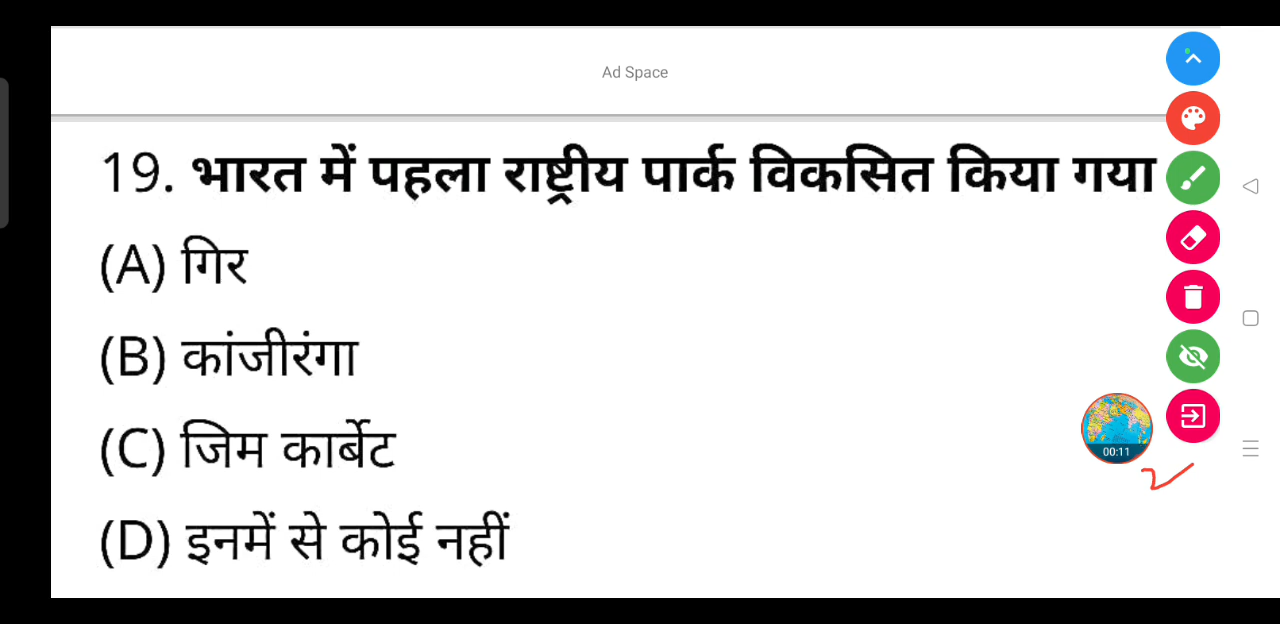 Ad Space
19. भारत में पहला राष्ट्रीय पार्क विकसित किया गया
(A) गिर
(B) कांजीरंगा
(C) जिम कार्बेट
00:11
(D) इनमें से कोई नहीं